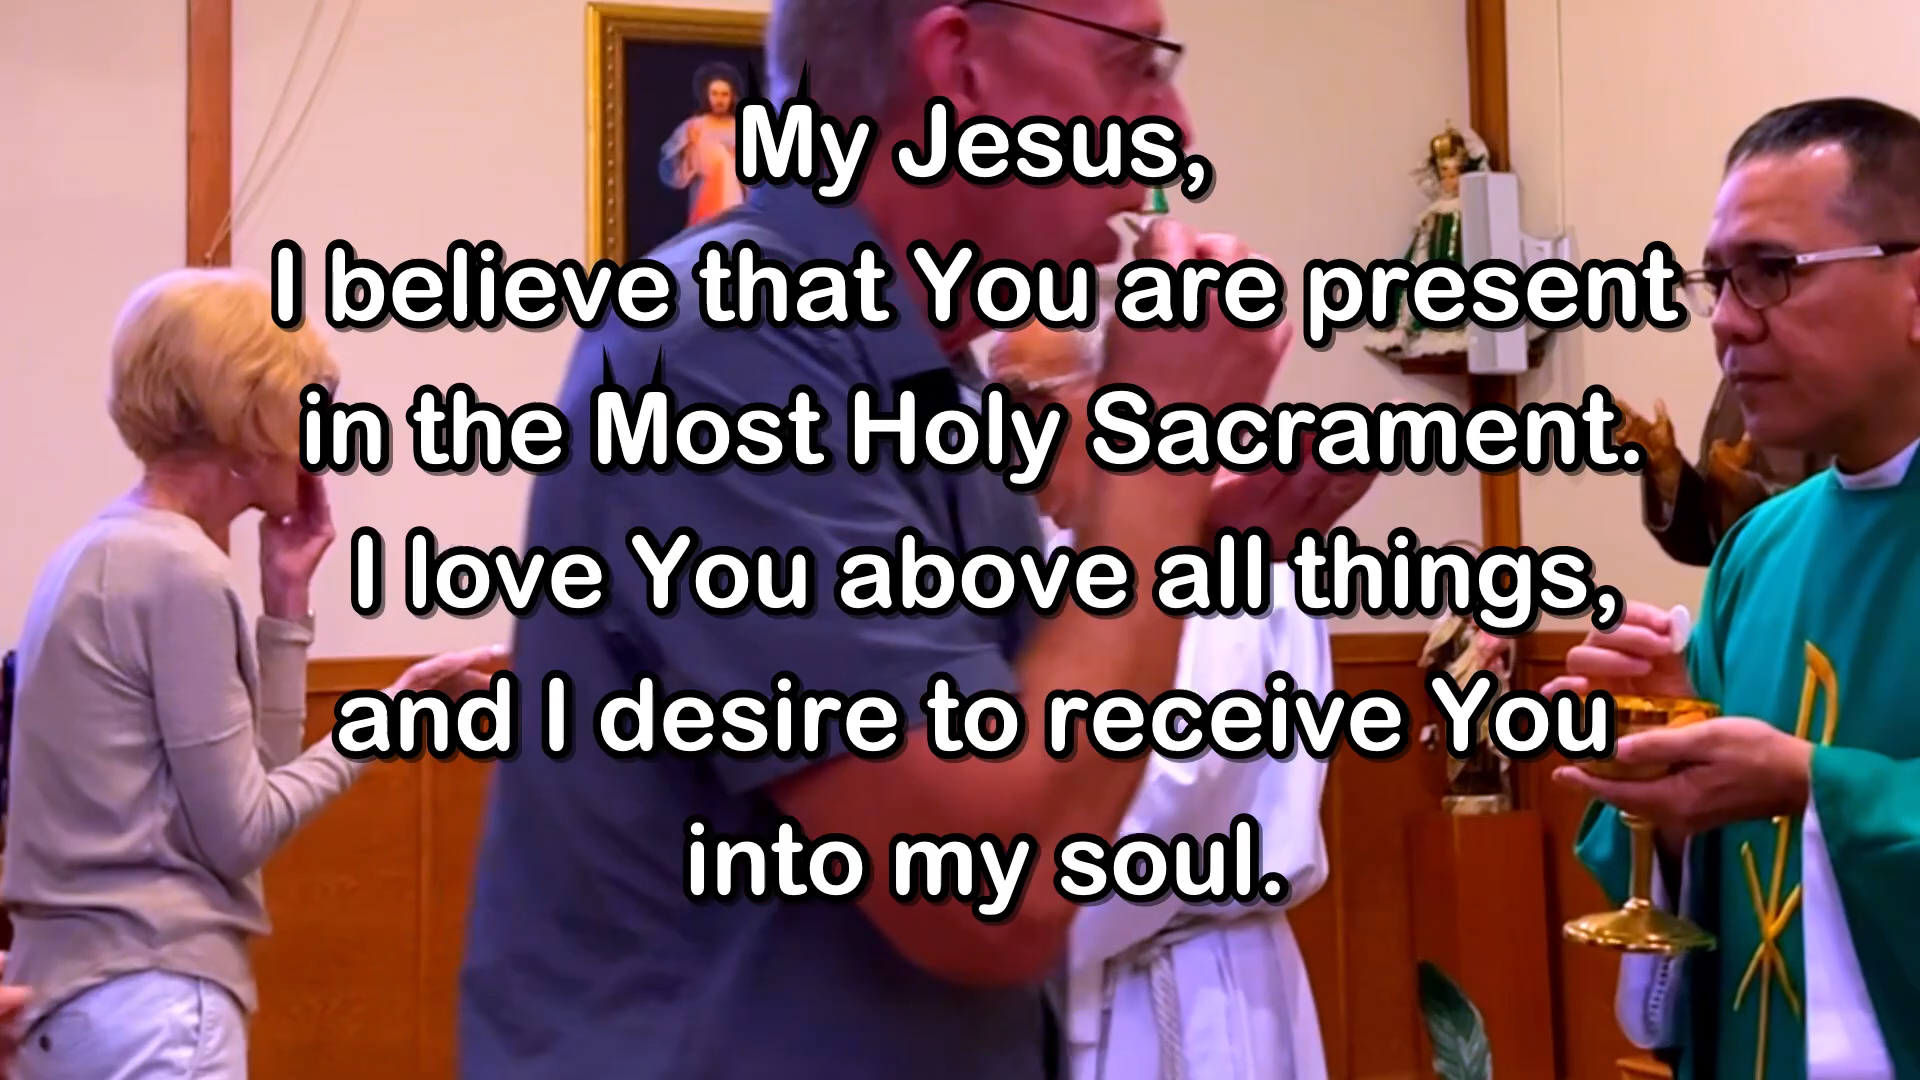 My Jesus,
I believe that You are present
in the Most Holy Sacrament.
I love You above all things,
and I desire to receive You
into my soul.